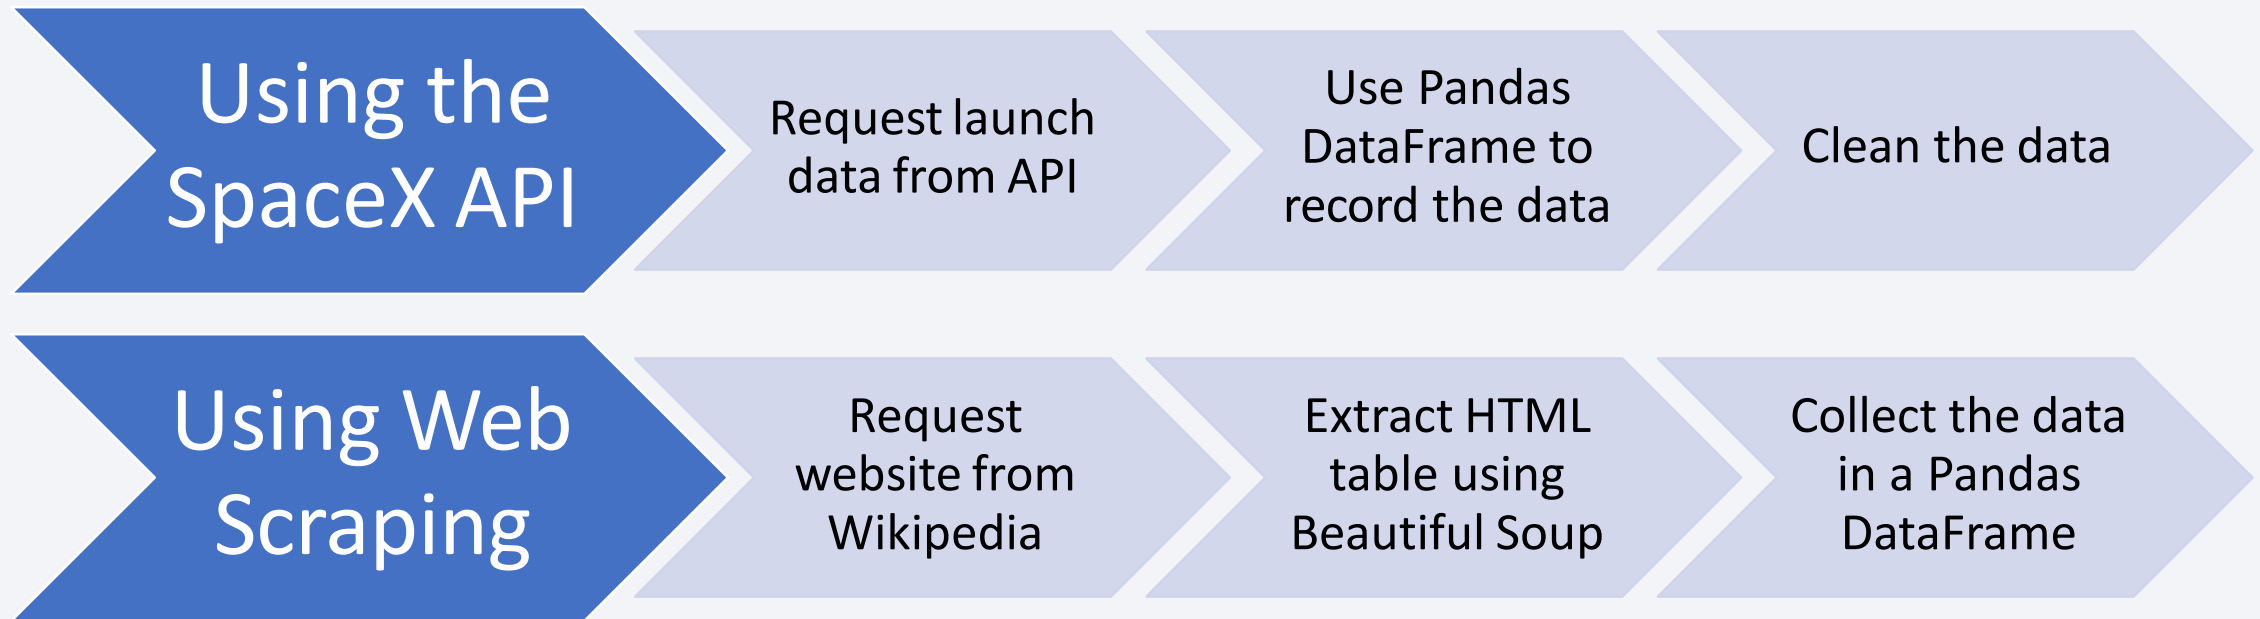 Using the
SpaceX API
Request launch
data from API
Use Pandas
DataFrame to
record the data
Clean the data
Using Web
Scraping
Request
website from
Wikipedia
Extract HTML
table using
Beautiful Soup
Collect the data
in a Pandas
DataFrame